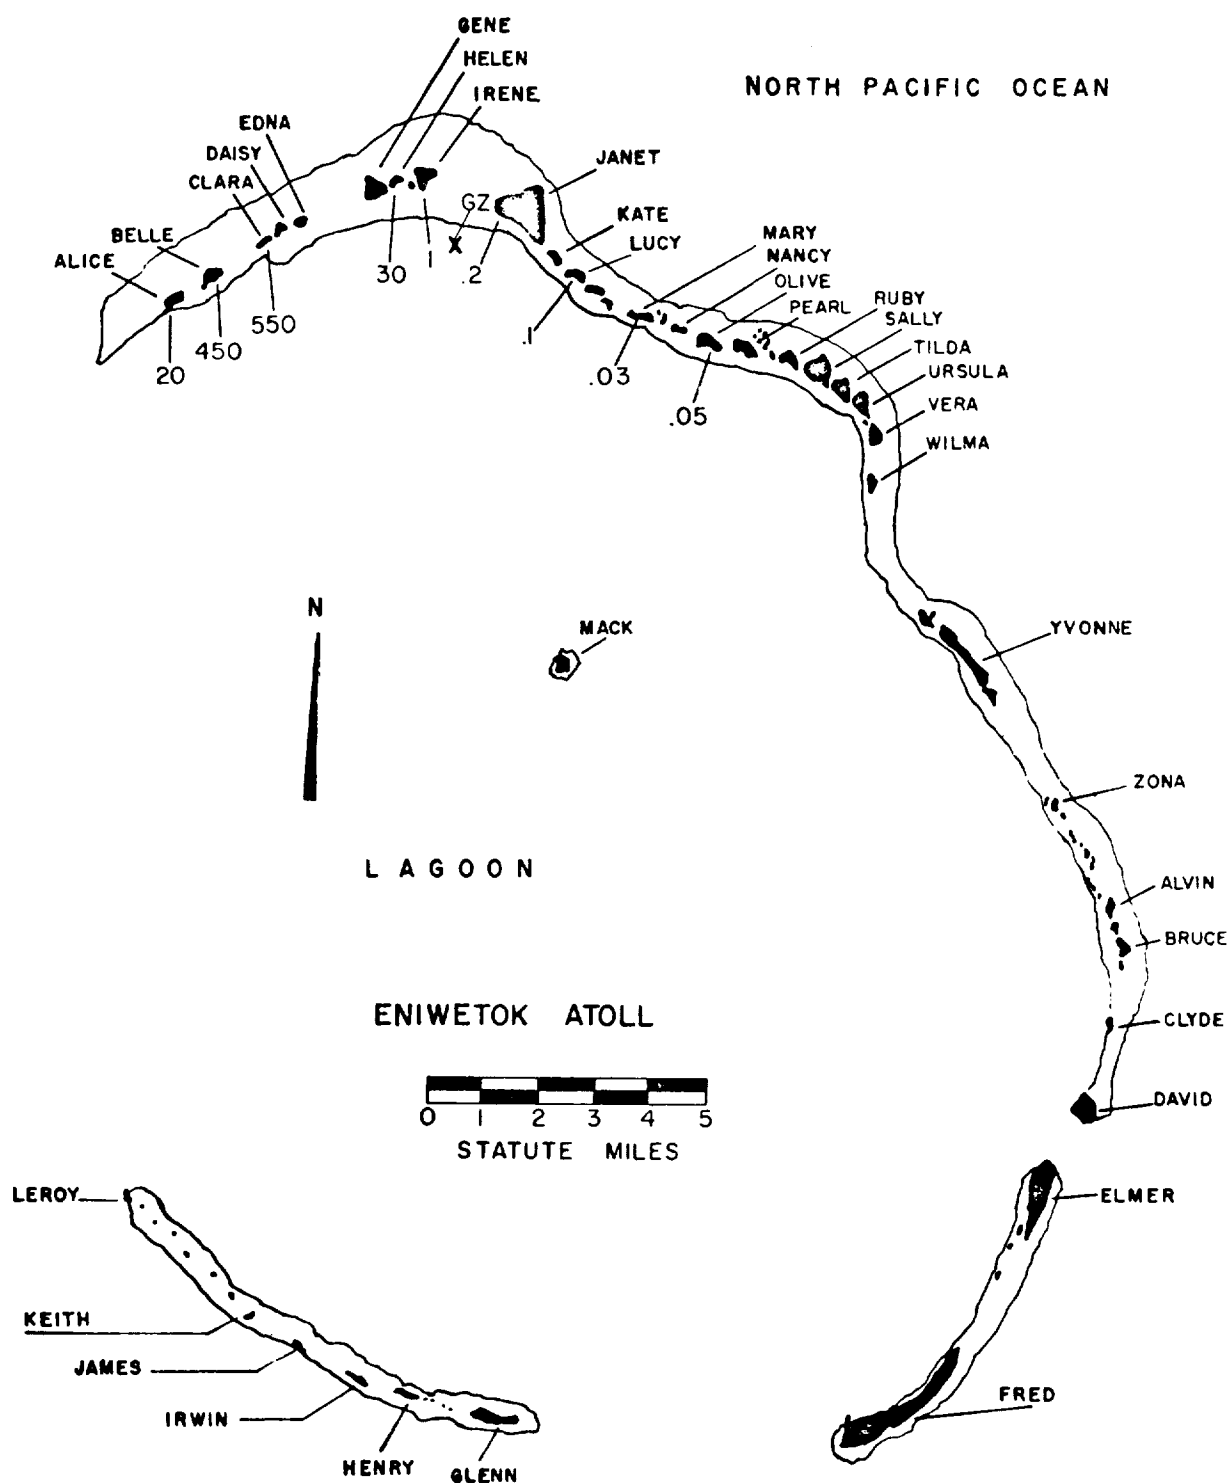 GENE
HELEN
IRENE
NORTH PACIFIC OCEAN
EDNA
DAISY
CLARA
JANET
BELLE
ALICE
GZ
X
KATE
LUCY
MARY
NANCY
OLIVE
PEARL
RUBY
SALLY
TILDA
URSULA
VERA
WILMA
30
1
.2
550
450
20
.1
.03
.05
N
MACK
YVONNE
ZONA
LAGOON
ALVIN
BRUCE
ENIWETOK ATOLL
CLYDE
0 1 2 3 4 5
STATUTE MILES
DAVID
LEROY
ELMER
KEITH
JAMES
IRWIN
HENRY
GLENN
FRED